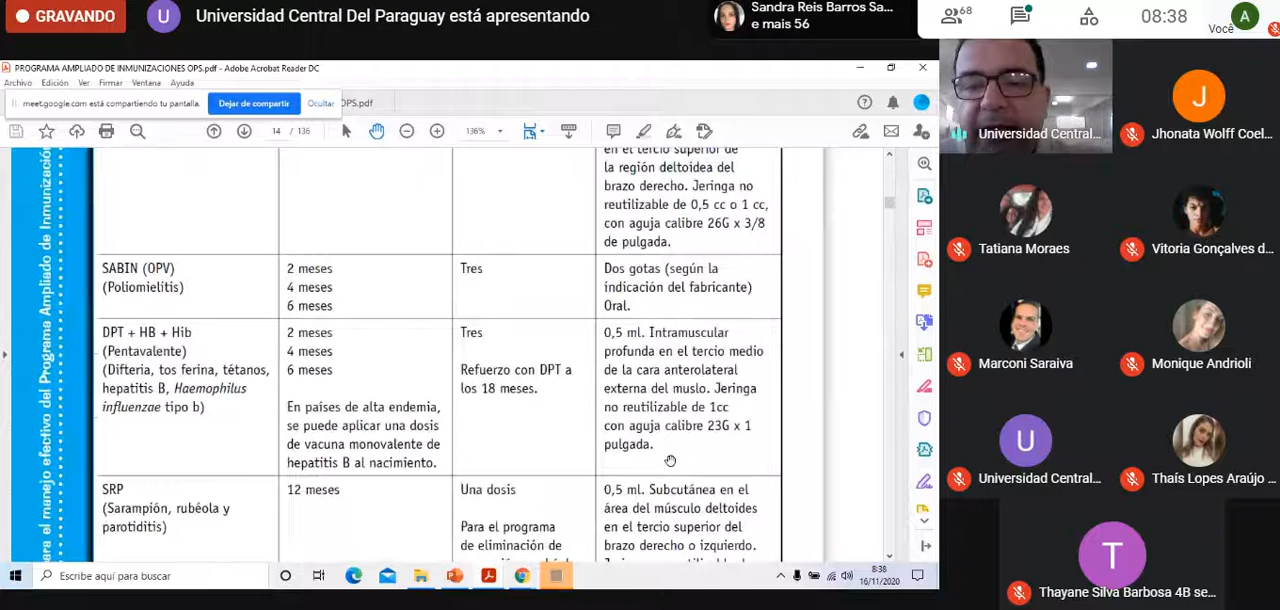 GRAVANDO
U
Universidad Central Del Paraguay está apresentando
Sandra Reis Barros Sa...
e mais 56
68
08:38
Você
A
PROGRAMA AMPLIADO DE INMUNIZACIONES OPS.pdf - Adobe Acrobat Reader DC
Archivo Edición Ver Firmar Ventana Ayuda
meet.google.com está compartiendo tu pantalla.
Dejar de compartir
Ocultar
OPS.pdf
14 / 136
136%
para el manejo efectivo del Programa Ampliado de Inmunización
en el tercio superior de
la región deltoidea del
brazo derecho. Jeringa no
reutilizable de 0,5 cc o 1 cc,
con aguja calibre 26G x 3/8
de pulgada.
SABIN (OPV)
(Poliomielitis)
2 meses
4 meses
6 meses
Tres
Dos gotas (según la
indicación del fabricante)
Oral.
DPT + HB + Hib
(Pentavalente)
(Difteria, tos ferina, tétanos,
hepatitis B, Haemophilus
influenzae tipo b)
2 meses
4 meses
6 meses
En países de alta endemia,
se puede aplicar una dosis
de vacuna monovalente de
hepatitis B al nacimiento.
Tres
Refuerzo con DPT a
los 18 meses.
0,5 ml. Intramuscular
profunda en el tercio medio
de la cara anterolateral
externa del muslo. Jeringa
no reutilizable de 1cc
con aguja calibre 23G x 1
pulgada.
SRP
(Sarampión, rubéola y
parotiditis)
12 meses
Una dosis
Para el programa
de eliminación de
0,5 ml. Subcutánea en el
área del músculo deltoides
en el tercio superior del
brazo derecho o izquierdo.
Escribe aquí para buscar
8:38
16/11/2020
Universidad Central...
J
Jhonata Wolff Coel...
Tatiana Moraes
Vitoria Gonçalves d...
Marconi Saraiva
Monique Andrioli
U
Universidad Central...
Thaís Lopes Araújo ...
T
Thayane Silva Barbosa 4B se...